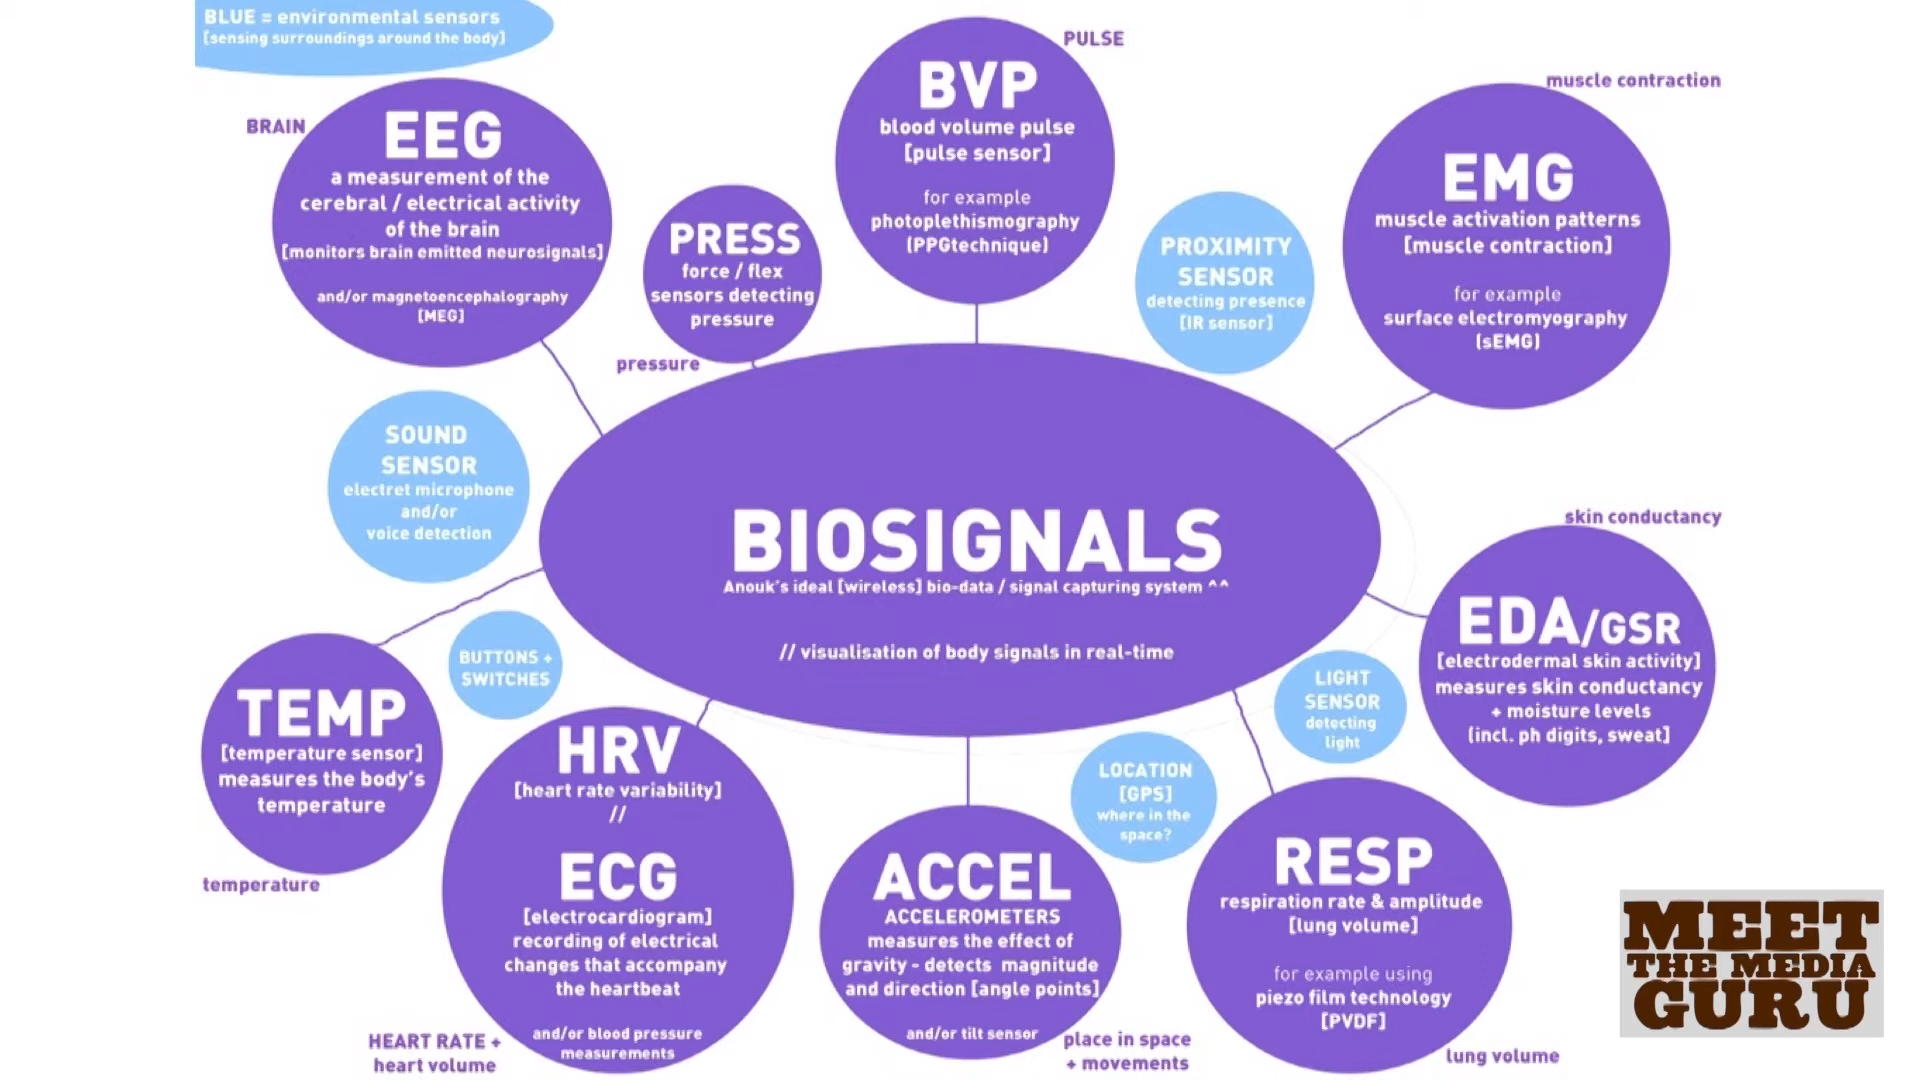 BLUE = environmental sensors
[sensing surroundings around the body]
BRAIN
EEG
a measurement of the
cerebral / electrical activity
of the brain
[monitors brain emitted neurosignals]
and/or magnetoencephalography
[MEG]
PRESS
force / flex
sensors detecting
pressure
pressure
PULSE
BVP
blood volume pulse
[pulse sensor]
for example
photoplethismography
(PPGtechnique)
PROXIMITY
SENSOR
detecting presence
[IR sensor]
muscle contraction
EMG
muscle activation patterns
[muscle contraction]
for example
surface electromyography
(sEMG)
SOUND
SENSOR
electret microphone
and/or
voice detection
BIOSIGNALS
Anouk's ideal [wireless] bio-data / signal capturing system ^^
// visualisation of body signals in real-time
skin conductancy
EDA/GSR
[electrodermal skin activity]
measures skin conductancy
+ moisture levels
(incl. ph digits, sweat]
BUTTONS +
SWITCHES
LIGHT
SENSOR
detecting
light
TEMP
[temperature sensor]
measures the body's
temperature
temperature
HRV
[heart rate variability]
//
ECG
[electrocardiogram]
recording of electrical
changes that accompany
the heartbeat
and/or blood pressure
measurements
HEART RATE +
heart volume
LOCATION
[GPS]
where in the
space?
ACCEL
ACCELEROMETERS
measures the effect of
gravity - detects magnitude
and direction [angle points]
and/or tilt sensor
place in space
+ movements
RESP
respiration rate & amplitude
[lung volume]
for example using
piezo film technology
[PVDF]
lung volume
MEET
THE MEDIA
GURU